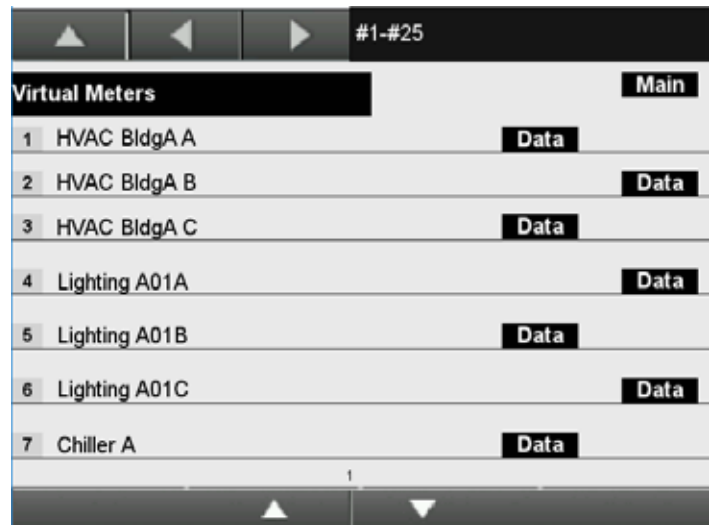 #1-#25
Virtual Meters Main
1 HVAC BldgA A Data
2 HVAC BldgA B Data
3 HVAC BldgA C Data
4 Lighting A01A Data
5 Lighting A01B Data
6 Lighting A01C Data
7 Chiller A Data
1